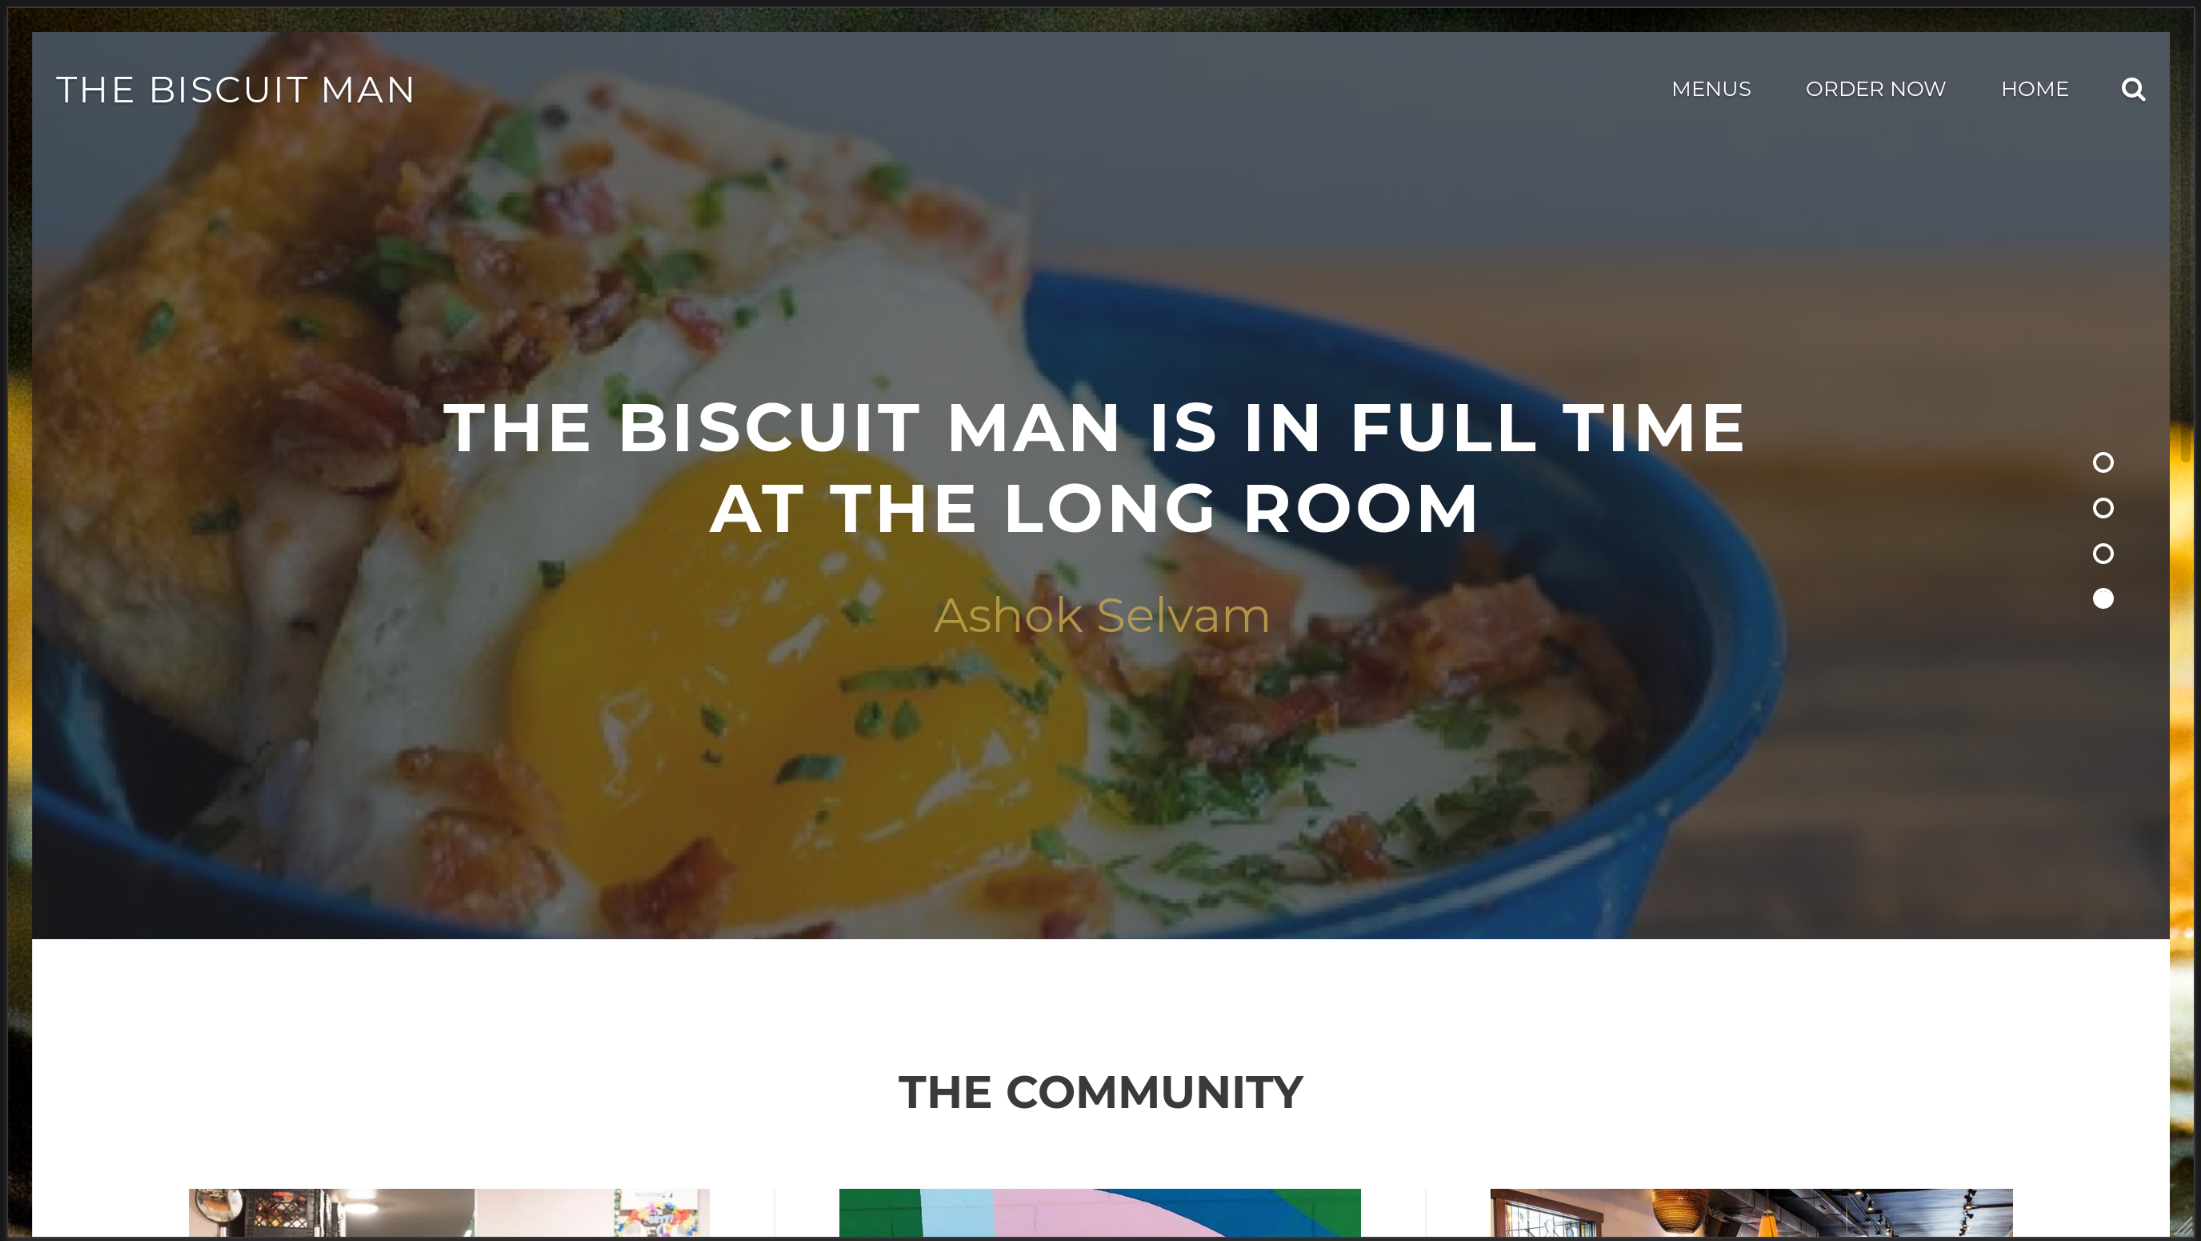 THE BISCUIT MAN
MENUS
ORDER NOW
HOME
THE BISCUIT MAN IS IN FULL TIME
AT THE LONG ROOM
Ashok Selvam
THE COMMUNITY